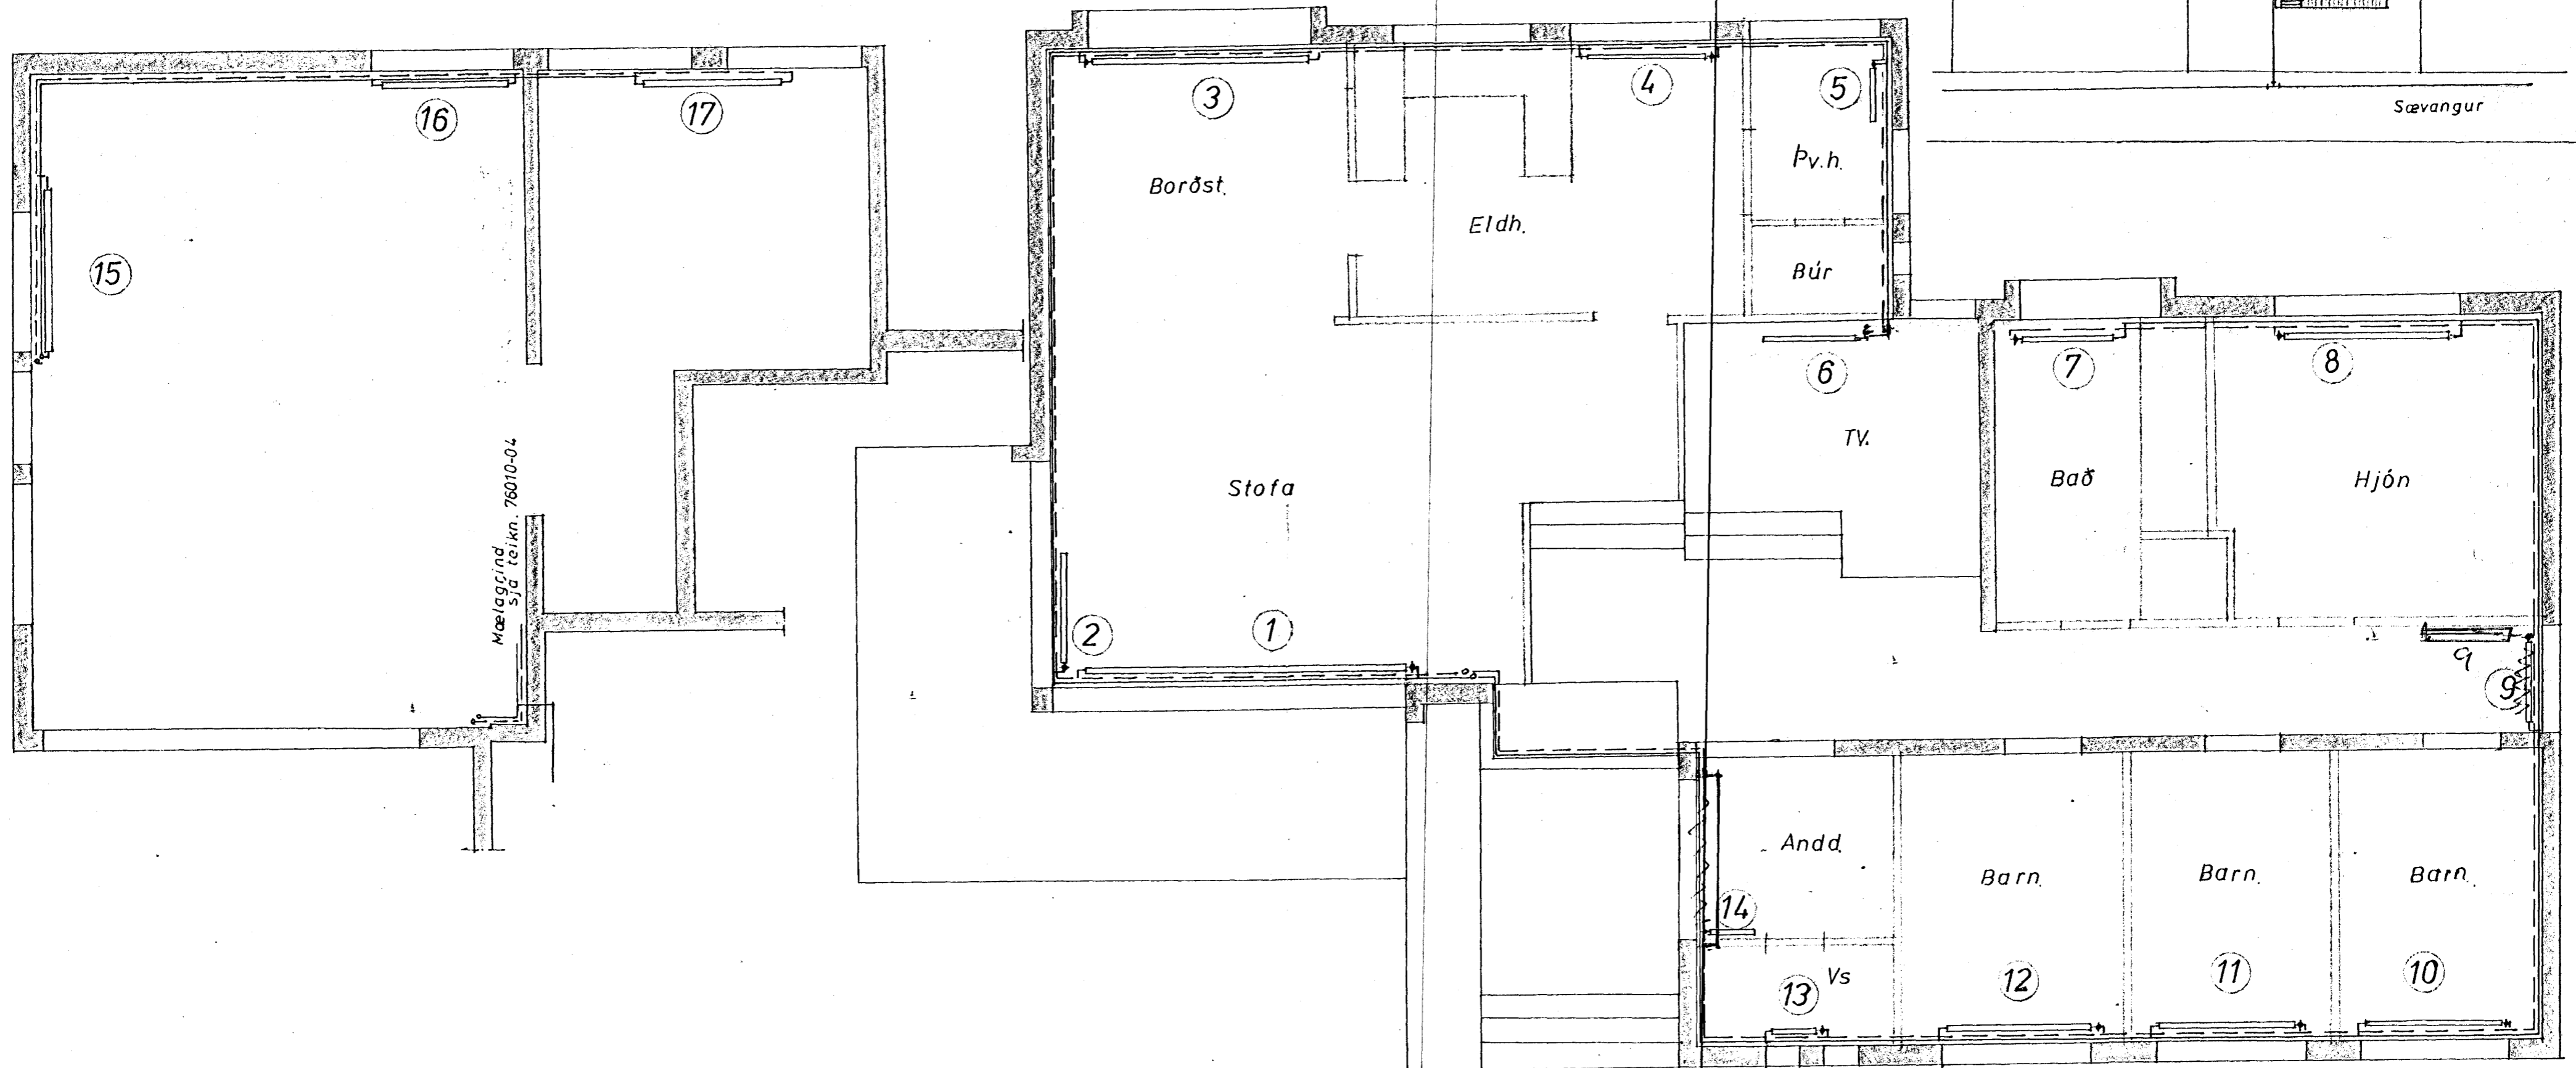 Sævangur
16
17
15
Mælagrind
sjá teikn. 76010-04
3
4
5
Borðst.
Eldh.
Þv.h.
Búr
6
7
8
TV.
Stofa
Bað
Hjón
2
1
9
9
Andd.
Barn.
Barn.
Barn.
14
Vs
13
12
11
10